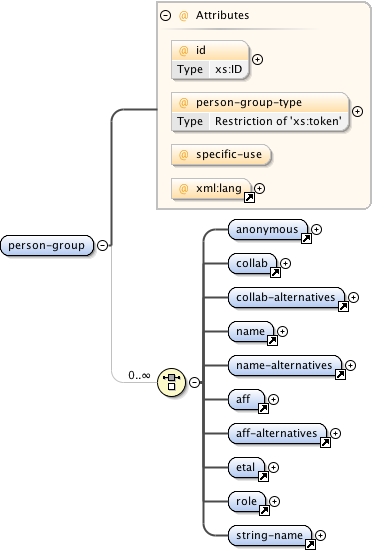 Attributes
@ id
Type xs:ID
@ person-group-type
Type Restriction of 'xs:token'
@ specific-use
@ xml:lang
person-group
0..∞
anonymous
collab
collab-alternatives
name
name-alternatives
aff
aff-alternatives
etal
role
string-name